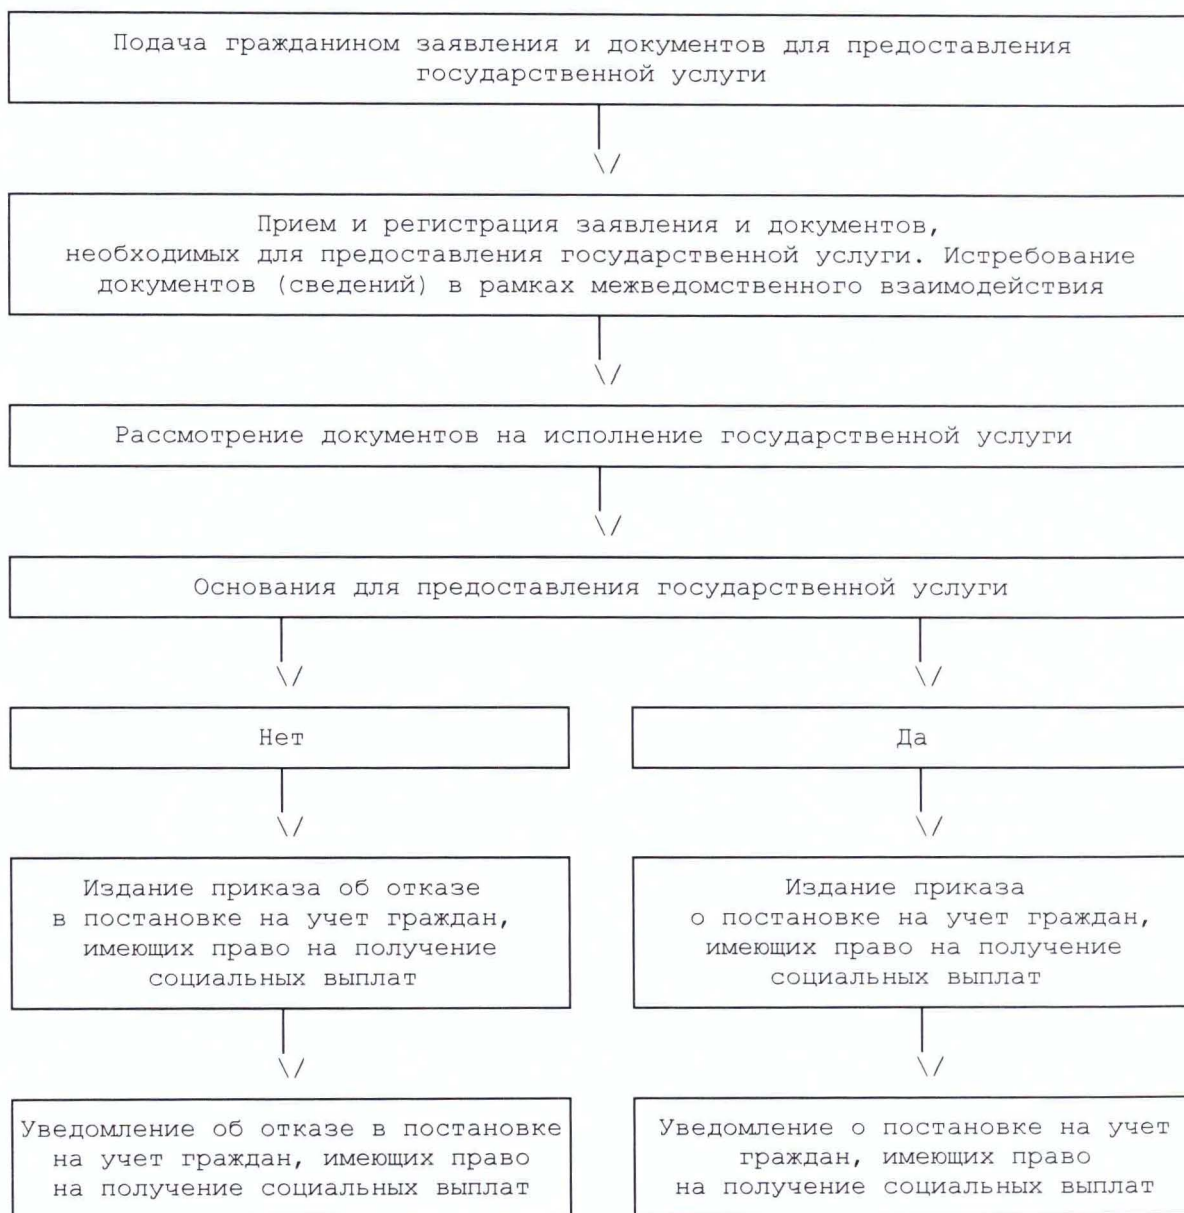 Подача гражданином заявления и документов для предоставления
государственной услуги
\/
Прием и регистрация заявления и документов,
необходимых для предоставления государственной услуги. Истребование
документов (сведений) в рамках межведомственного взаимодействия
\/
Рассмотрение документов на исполнение государственной услуги
\/
Основания для предоставления государственной услуги
\/ \/
Нет
Да
\/ \/
Издание приказа об отказе
в постановке на учет граждан,
имеющих право на получение
социальных выплат
Издание приказа
о постановке на учет граждан,
имеющих право на получение
социальных выплат
\/ \/
Уведомление об отказе в постановке
на учет граждан, имеющих право
на получение социальных выплат
Уведомление о постановке на учет
граждан, имеющих право
на получение социальных выплат